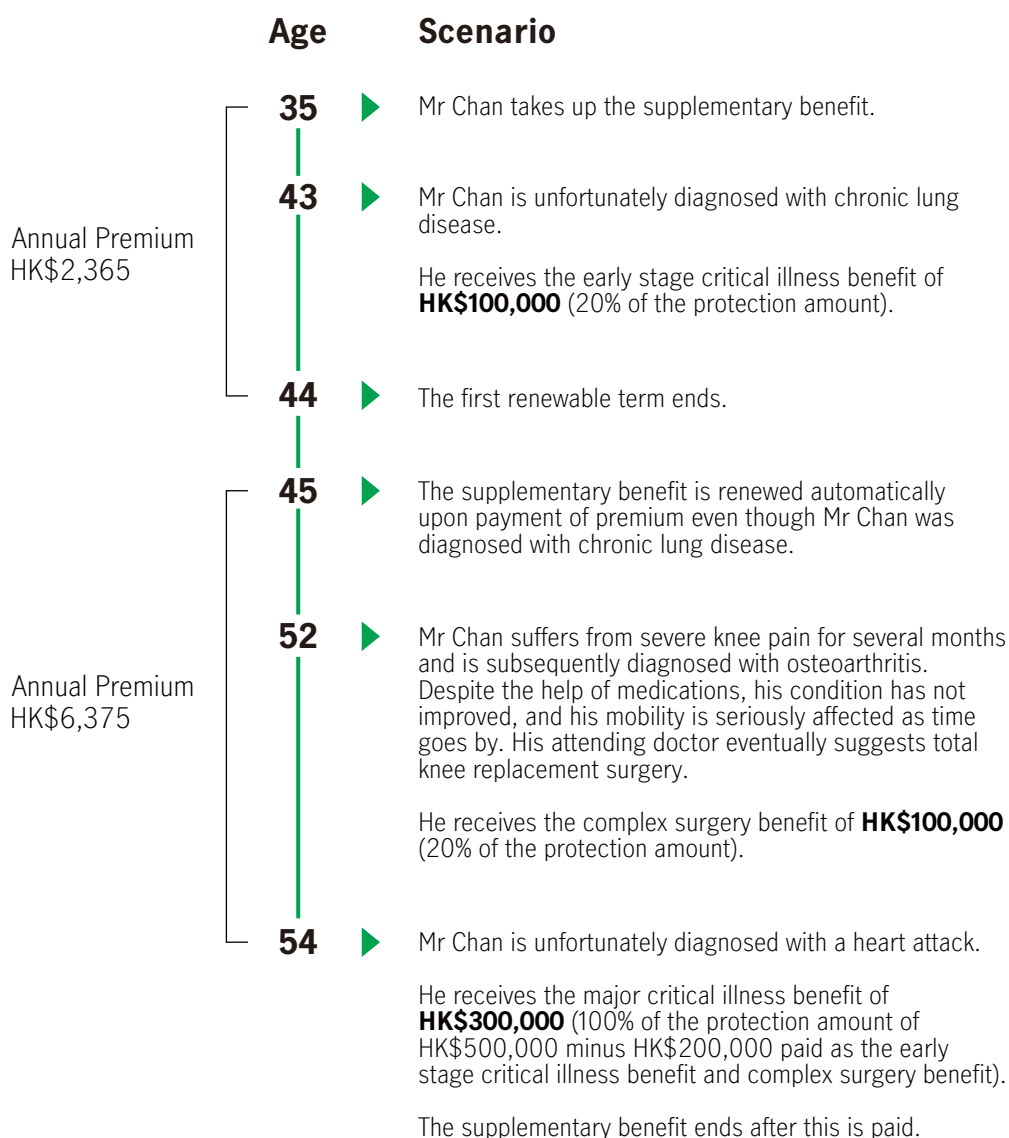 Age Scenario
35 Mr Chan takes up the supplementary benefit.
43 Mr Chan is unfortunately diagnosed with chronic lung
disease.
Annual Premium
HK$2,365
He receives the early stage critical illness benefit of
HK$100,000 (20% of the protection amount).
44 The first renewable term ends.
45 The supplementary benefit is renewed automatically
upon payment of premium even though Mr Chan was
diagnosed with chronic lung disease.
52 Mr Chan suffers from severe knee pain for several months
and is subsequently diagnosed with osteoarthritis.
Despite the help of medications, his condition has not
improved, and his mobility is seriously affected as time
goes by. His attending doctor eventually suggests total
knee replacement surgery.
Annual Premium
HK$6,375
He receives the complex surgery benefit of HK$100,000
(20% of the protection amount).
54 Mr Chan is unfortunately diagnosed with a heart attack.
He receives the major critical illness benefit of
HK$300,000 (100% of the protection amount of
HK$500,000 minus HK$200,000 paid as the early
stage critical illness benefit and complex surgery benefit).
The supplementary benefit ends after this is paid.